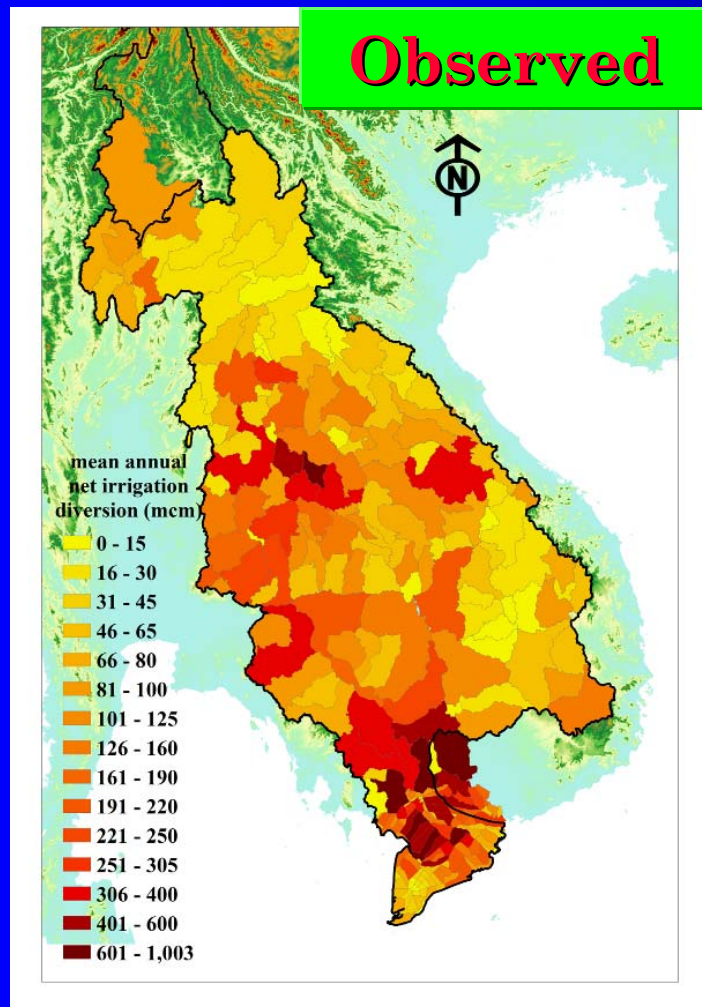 Observed
N
mean annual
net irrigation
diversion (mcm)
0 - 15
16 - 30
31 - 45
46 - 65
66 - 80
81 - 100
101 - 125
126 - 160
161 - 190
191 - 220
221 - 250
251 - 305
306 - 400
401 - 600
601 - 1,003